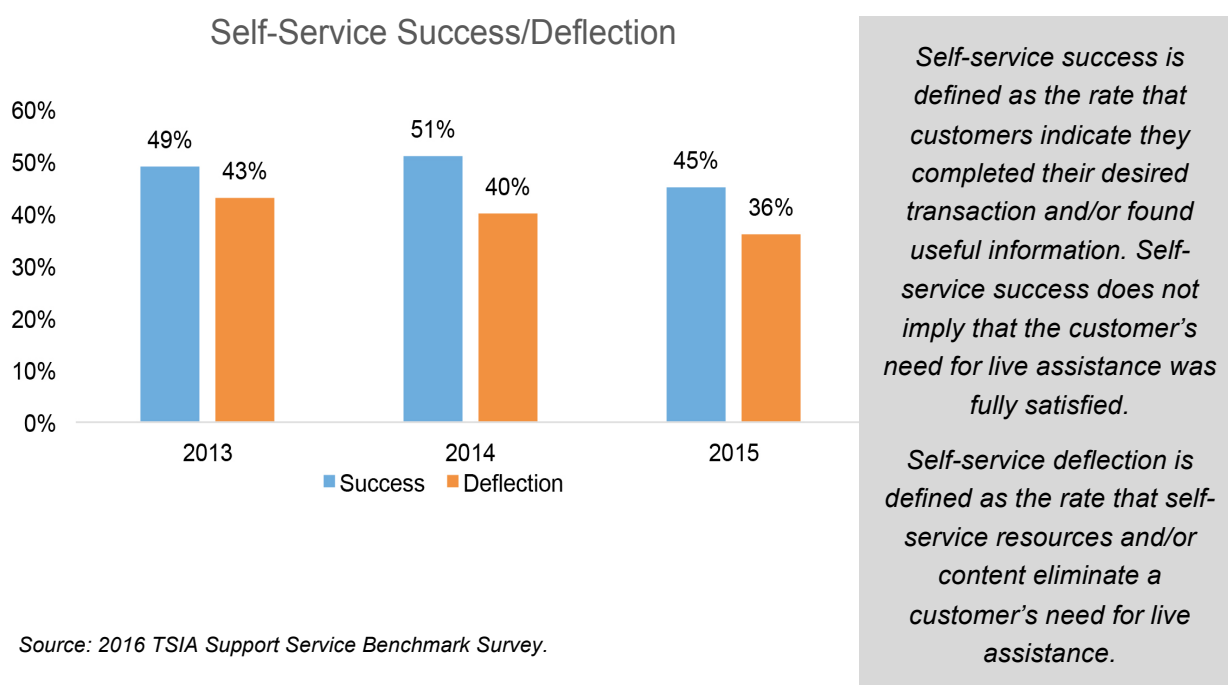 Self-Service Success/Deflection
60%
50%
40%
30%
20%
10%
0%
49%
43%
51%
40%
45%
36%
2013
2014
2015
Success
Deflection
Source: 2016 TSIA Support Service Benchmark Survey.
Self-service success is
defined as the rate that
customers indicate they
completed their desired
transaction and/or found
useful information. Self-
service success does not
imply that the customer’s
need for live assistance was
fully satisfied.
Self-service deflection is
defined as the rate that self-
service resources and/or
content eliminate a
customer’s need for live
assistance.